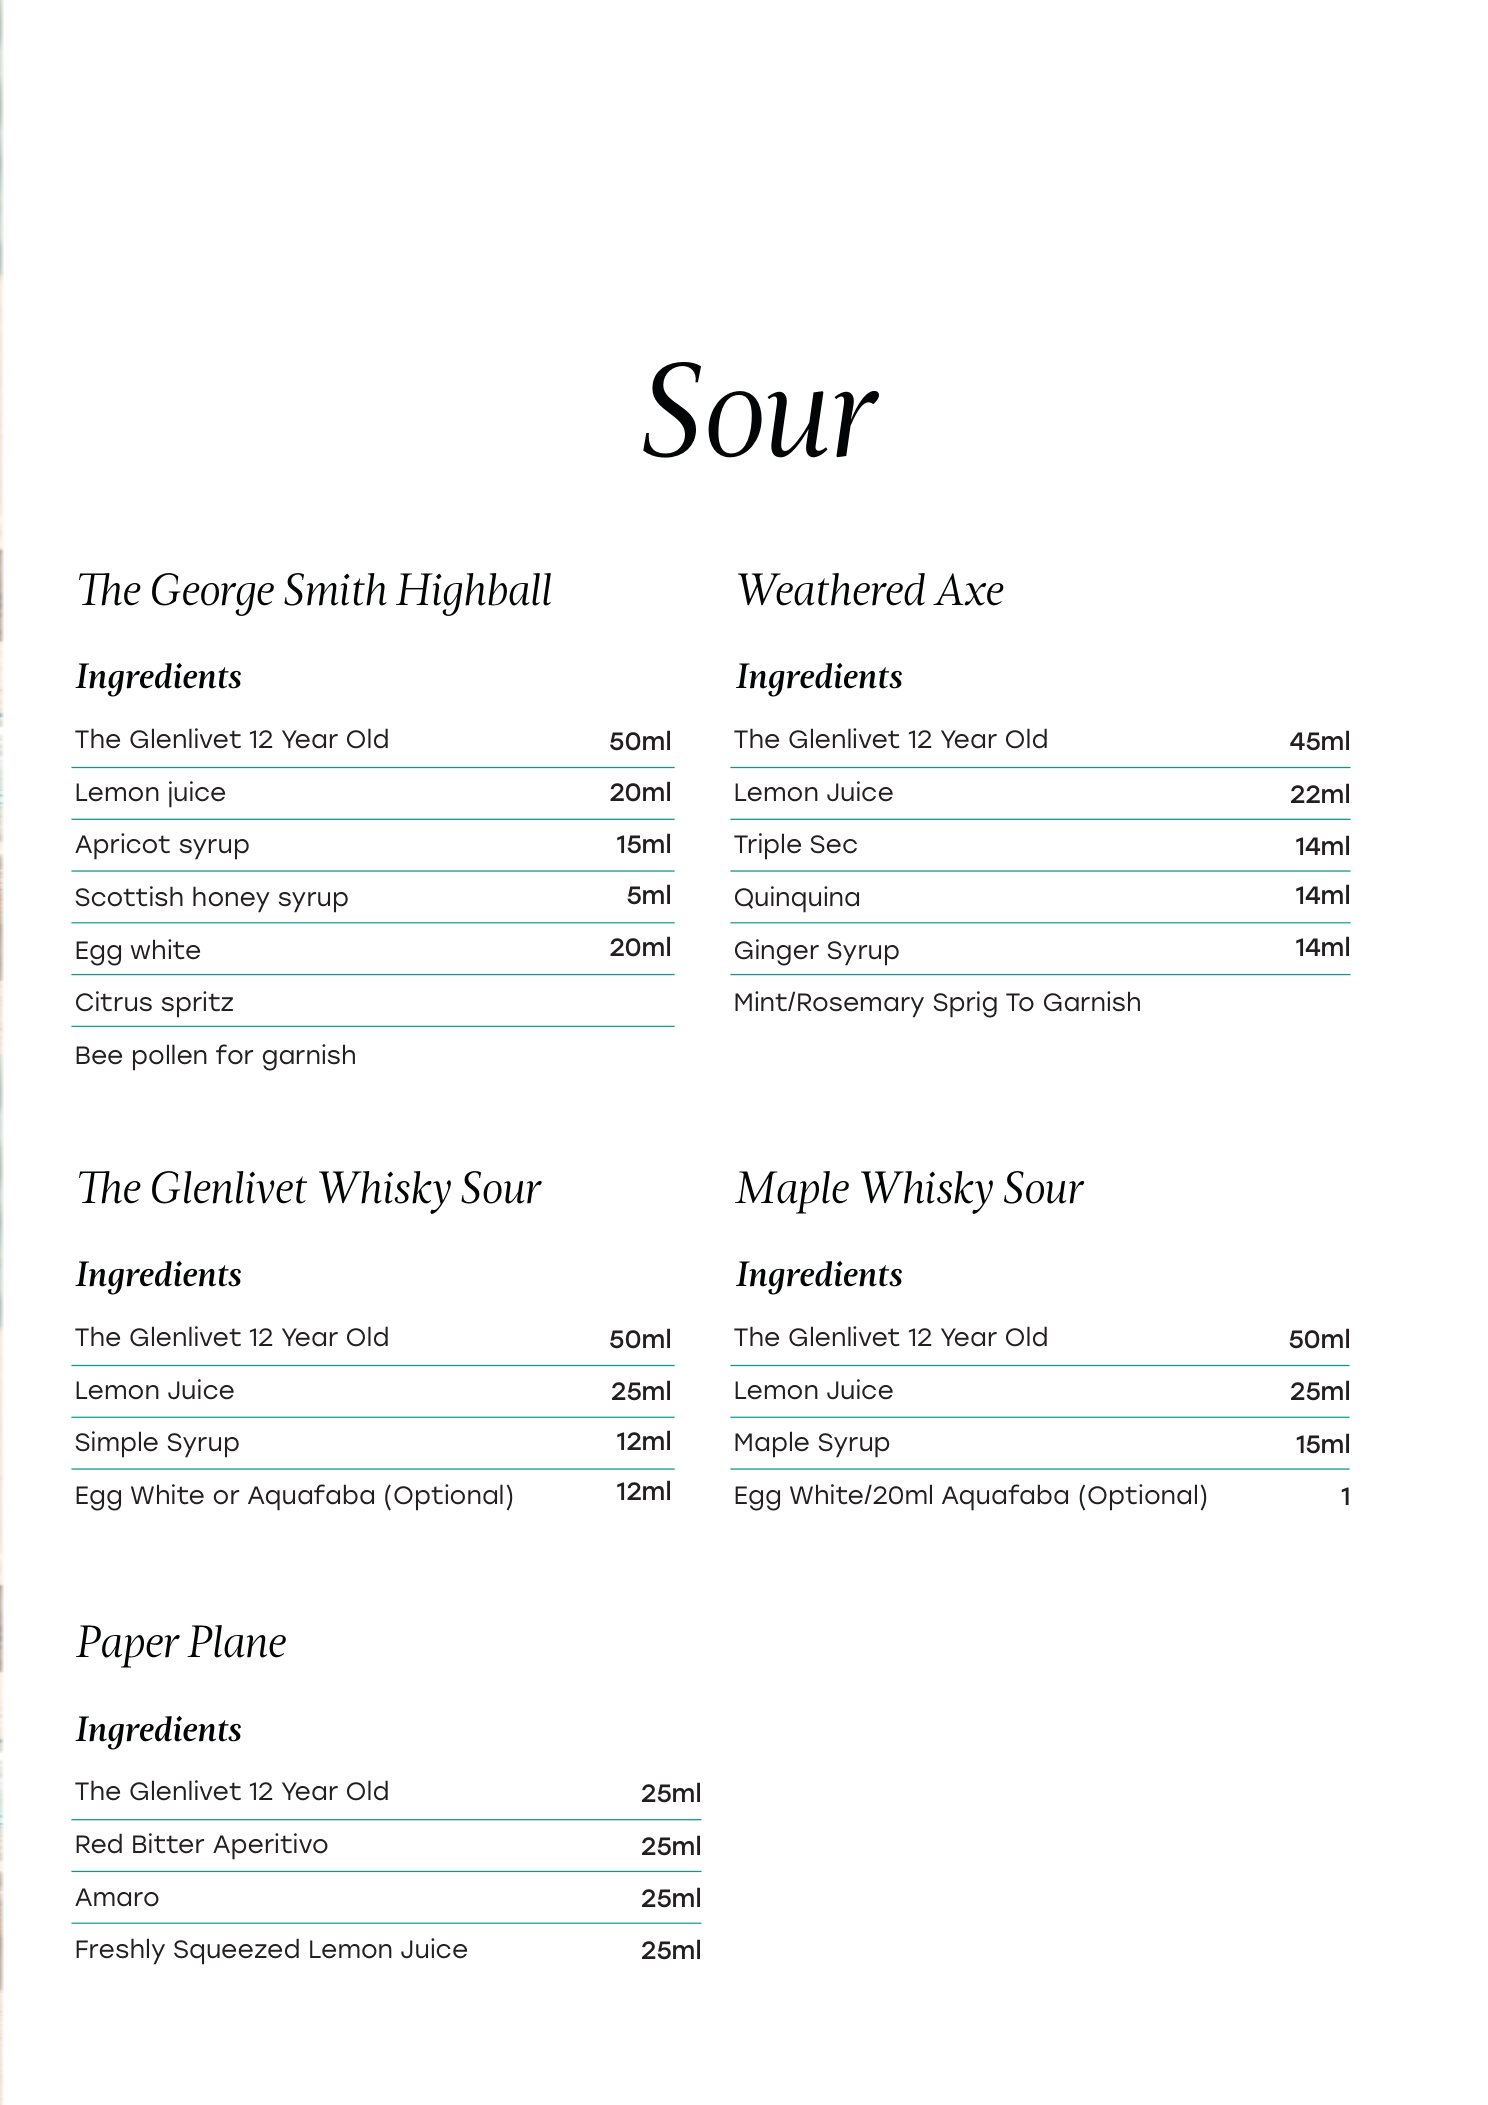 Sour
The George Smith Highball
Ingredients
The Glenlivet 12 Year Old 50ml
Lemon juice 20ml
Apricot syrup 15ml
Scottish honey syrup 5ml
Egg white 20ml
Citrus spritz
Bee pollen for garnish
Weathered Axe
Ingredients
The Glenlivet 12 Year Old 45ml
Lemon Juice 22ml
Triple Sec 14ml
Quinquina 14ml
Ginger Syrup 14ml
Mint/Rosemary Sprig To Garnish
The Glenlivet Whisky Sour
Ingredients
The Glenlivet 12 Year Old 50ml
Lemon Juice 25ml
Simple Syrup 12ml
Egg White or Aquafaba (Optional) 12ml
Maple Whisky Sour
Ingredients
The Glenlivet 12 Year Old 50ml
Lemon Juice 25ml
Maple Syrup 15ml
Egg White/20ml Aquafaba (Optional) 1
Paper Plane
Ingredients
The Glenlivet 12 Year Old 25ml
Red Bitter Aperitivo 25ml
Amaro 25ml
Freshly Squeezed Lemon Juice 25ml